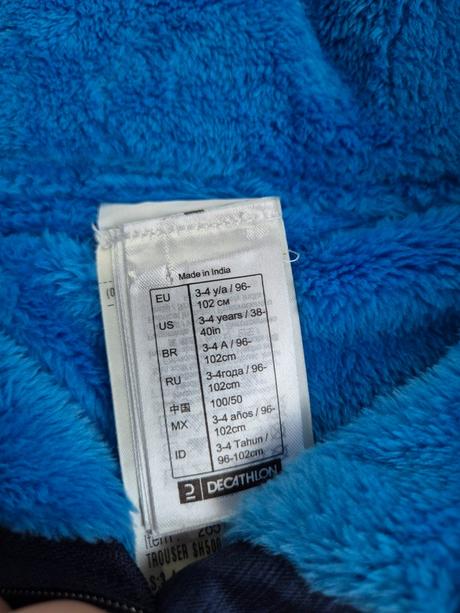 Made in India
EU 3-4 y/a / 96-
102 см
US 3-4 years / 38-
40in
BR 3-4 A / 96-
102cm
RU 3-4года / 96-
102cm
中国 100/50
MX 3-4 años / 96-
102cm
ID 3-4 Tahun /
96-102cm
DECATHLON
TROUSER SH500